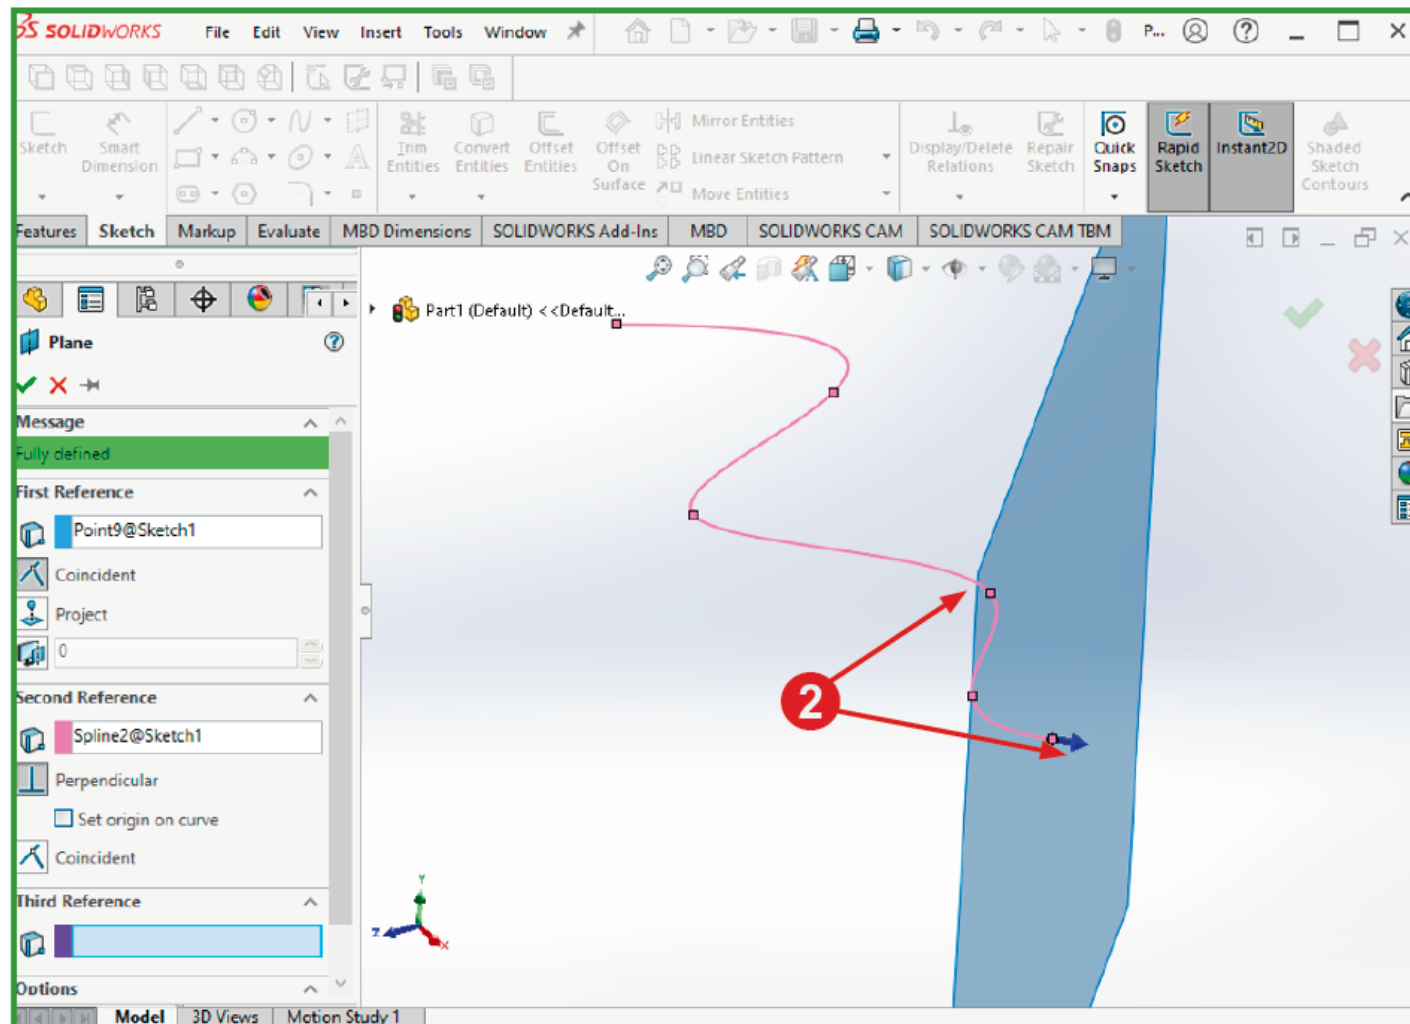 SOLIDWORKS File Edit View Insert Tools Window P...
Sketch
Smart Dimension
Trim Entities
Convert Entities
Offset Entities
Offset On Surface
Mirror Entities
Linear Sketch Pattern
Move Entities
Display/Delete Relations
Repair Sketch
Quick Snaps
Rapid Sketch
Instant2D
Shaded Sketch Contours
Features Sketch Markup Evaluate MBD Dimensions SOLIDWORKS Add-Ins MBD SOLIDWORKS CAM SOLIDWORKS CAM TBM
Part1 (Default) <<Default...
Plane
Message
Fully defined
First Reference
Point9@Sketch1
Coincident
Project
0
Second Reference
Spline2@Sketch1
Perpendicular
Set origin on curve
Coincident
Third Reference
Options
2
Y
Z
X
Model 3D Views Motion Study 1